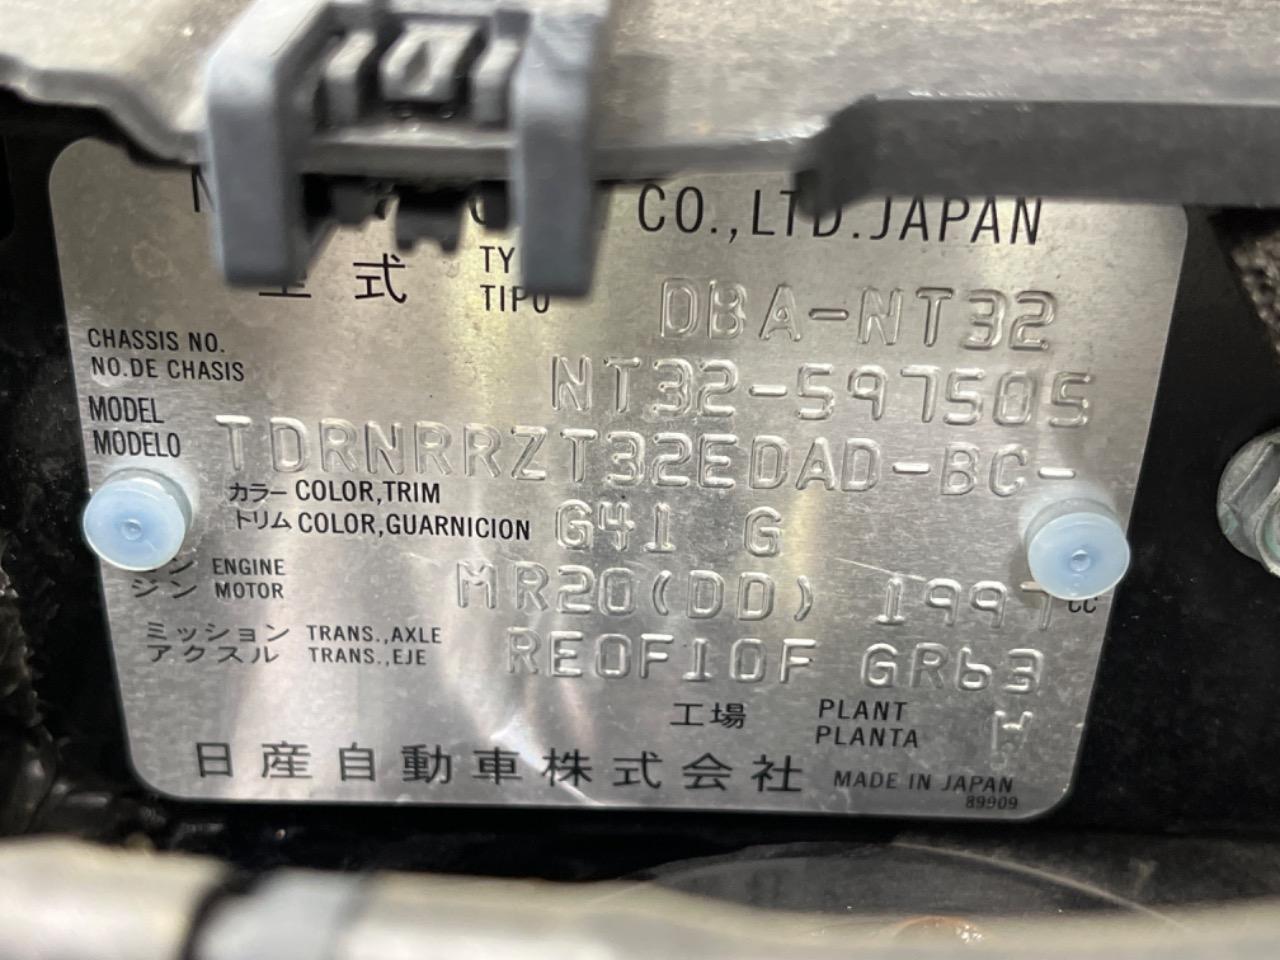 CO.,LTD.JAPAN
型式 TY
TIPO DBA-NT32
CHASSIS NO.
NO.DE CHASIS NT32-597505
MODEL
MODELO TDRNRRZT32EDAD-BC-
カラー COLOR,TRIM
トリム COLOR,GUARNICION G41 G
ン ENGINE
ジン MOTOR MR20(DD) 1997cc
ミッション TRANS.,AXLE
アクスル TRANS.,EJE RE0F10F GR63
工場 PLANT
PLANTA
日産自動車株式会社 MADE IN JAPAN
89909